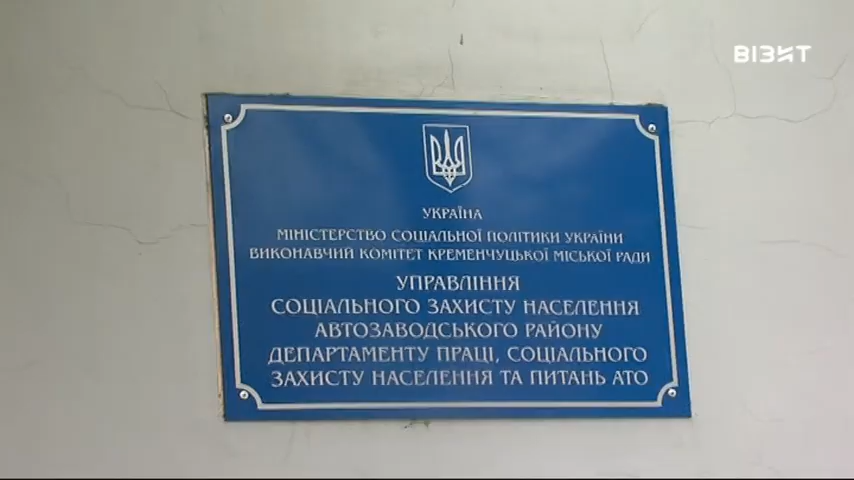 ВІЗИТ
УКРАЇНА
МІНІСТЕРСТВО СОЦІАЛЬНОЇ ПОЛІТИКИ УКРАЇНИ
ВИКОНАВЧИЙ КОМІТЕТ КРЕМЕНЧУЦЬКОЇ МІСЬКОЇ РАДИ
УПРАВЛІННЯ
СОЦІАЛЬНОГО ЗАХИСТУ НАСЕЛЕННЯ
АВТОЗАВОДСЬКОГО РАЙОНУ
ДЕПАРТАМЕНТУ ПРАЦІ, СОЦІАЛЬНОГО
ЗАХИСТУ НАСЕЛЕННЯ ТА ПИТАНЬ АТО